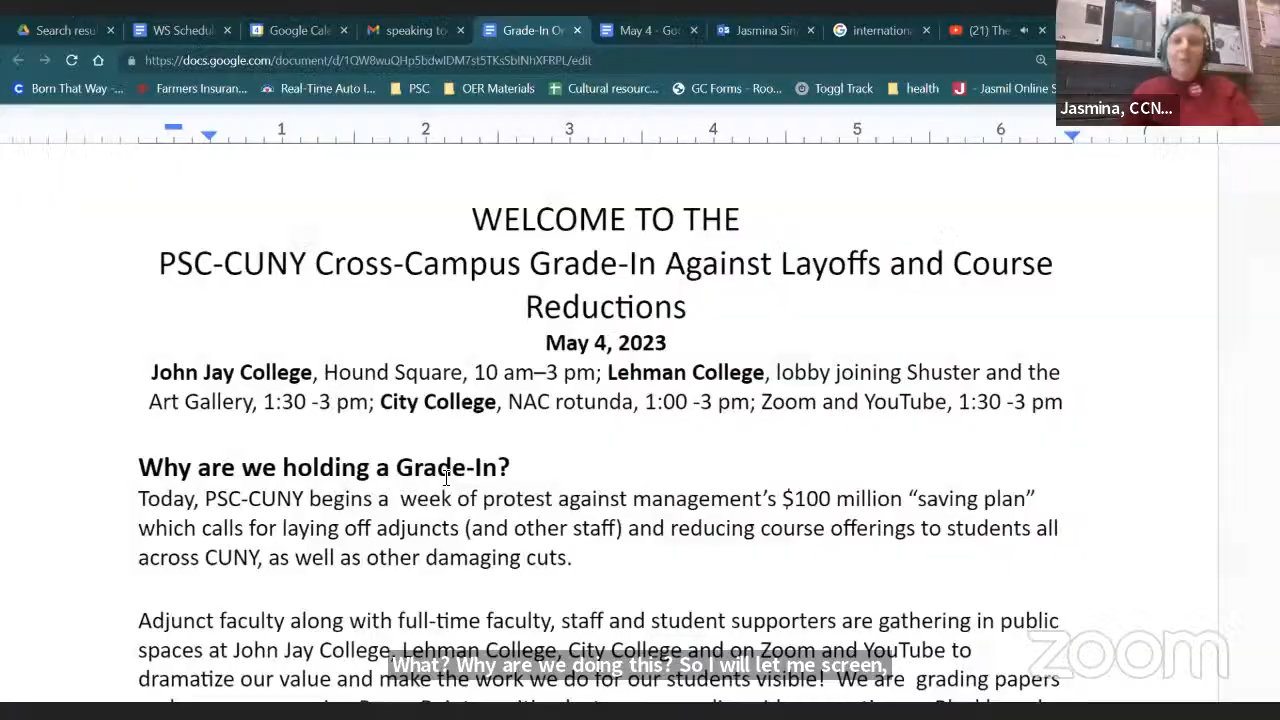 Search resu
WS Schedul
Google Cale
speaking to
Grade-In O
May 4 - Go
Jasmina Sin
internation
(21) The
https://docs.google.com/document/d/1QW8wuQHp5bdwIDM7st5TKsSbINhXFRPL/edit
Born That Way -...
Farmers Insuran...
Real-Time Auto I...
PSC
OER Materials
Cultural resourc...
GC Forms - Roo...
Toggl Track
health
Jasmil Online S
Jasmina, CCN...
1 2 3 4 5 6 7
WELCOME TO THE
PSC-CUNY Cross-Campus Grade-In Against Layoffs and Course
Reductions
May 4, 2023
John Jay College, Hound Square, 10 am–3 pm; Lehman College, lobby joining Shuster and the
Art Gallery, 1:30 -3 pm; City College, NAC rotunda, 1:00 -3 pm; Zoom and YouTube, 1:30 -3 pm
Why are we holding a Grade-In?
Today, PSC-CUNY begins a  week of protest against management’s $100 million “saving plan”
which calls for laying off adjuncts (and other staff) and reducing course offerings to students all
across CUNY, as well as other damaging cuts.
Adjunct faculty along with full-time faculty, staff and student supporters are gathering in public
spaces at John Jay College, Lehman College, City College and on Zoom and YouTube to
What? Why are we doing this? So I will let me screen,
dramatize our value and make the work we do for our students visible!  We are  grading papers
zoom